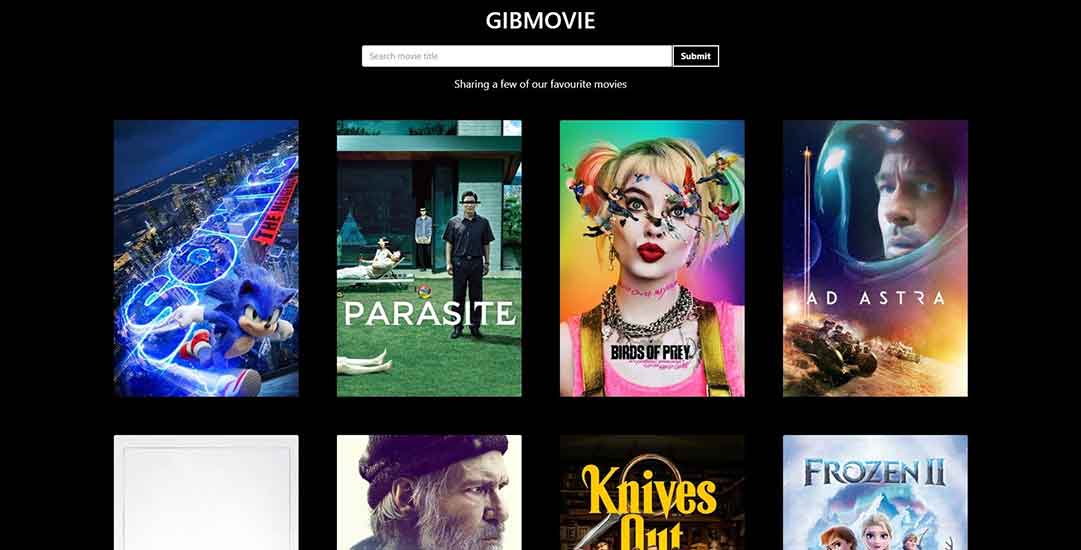 GIBMOVIE
Search movie title
Submit
Sharing a few of our favourite movies
SONIC
THE HEDGEHOG
PARASITE
BIRDS OF PREY
AD ASTRA
Knives
Out
FROZEN II